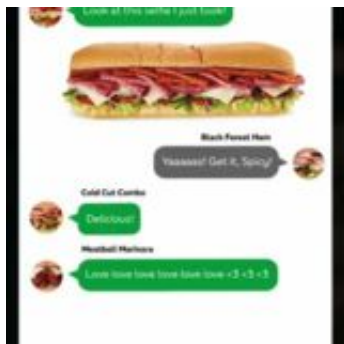 Look at this selfie I just took!
Black Forest Ham
Yaaaass! Get it, Spicy!
Cold Cut Combo
Delicious!
Meatball Marinara
Love love love love love love <3 <3 <3